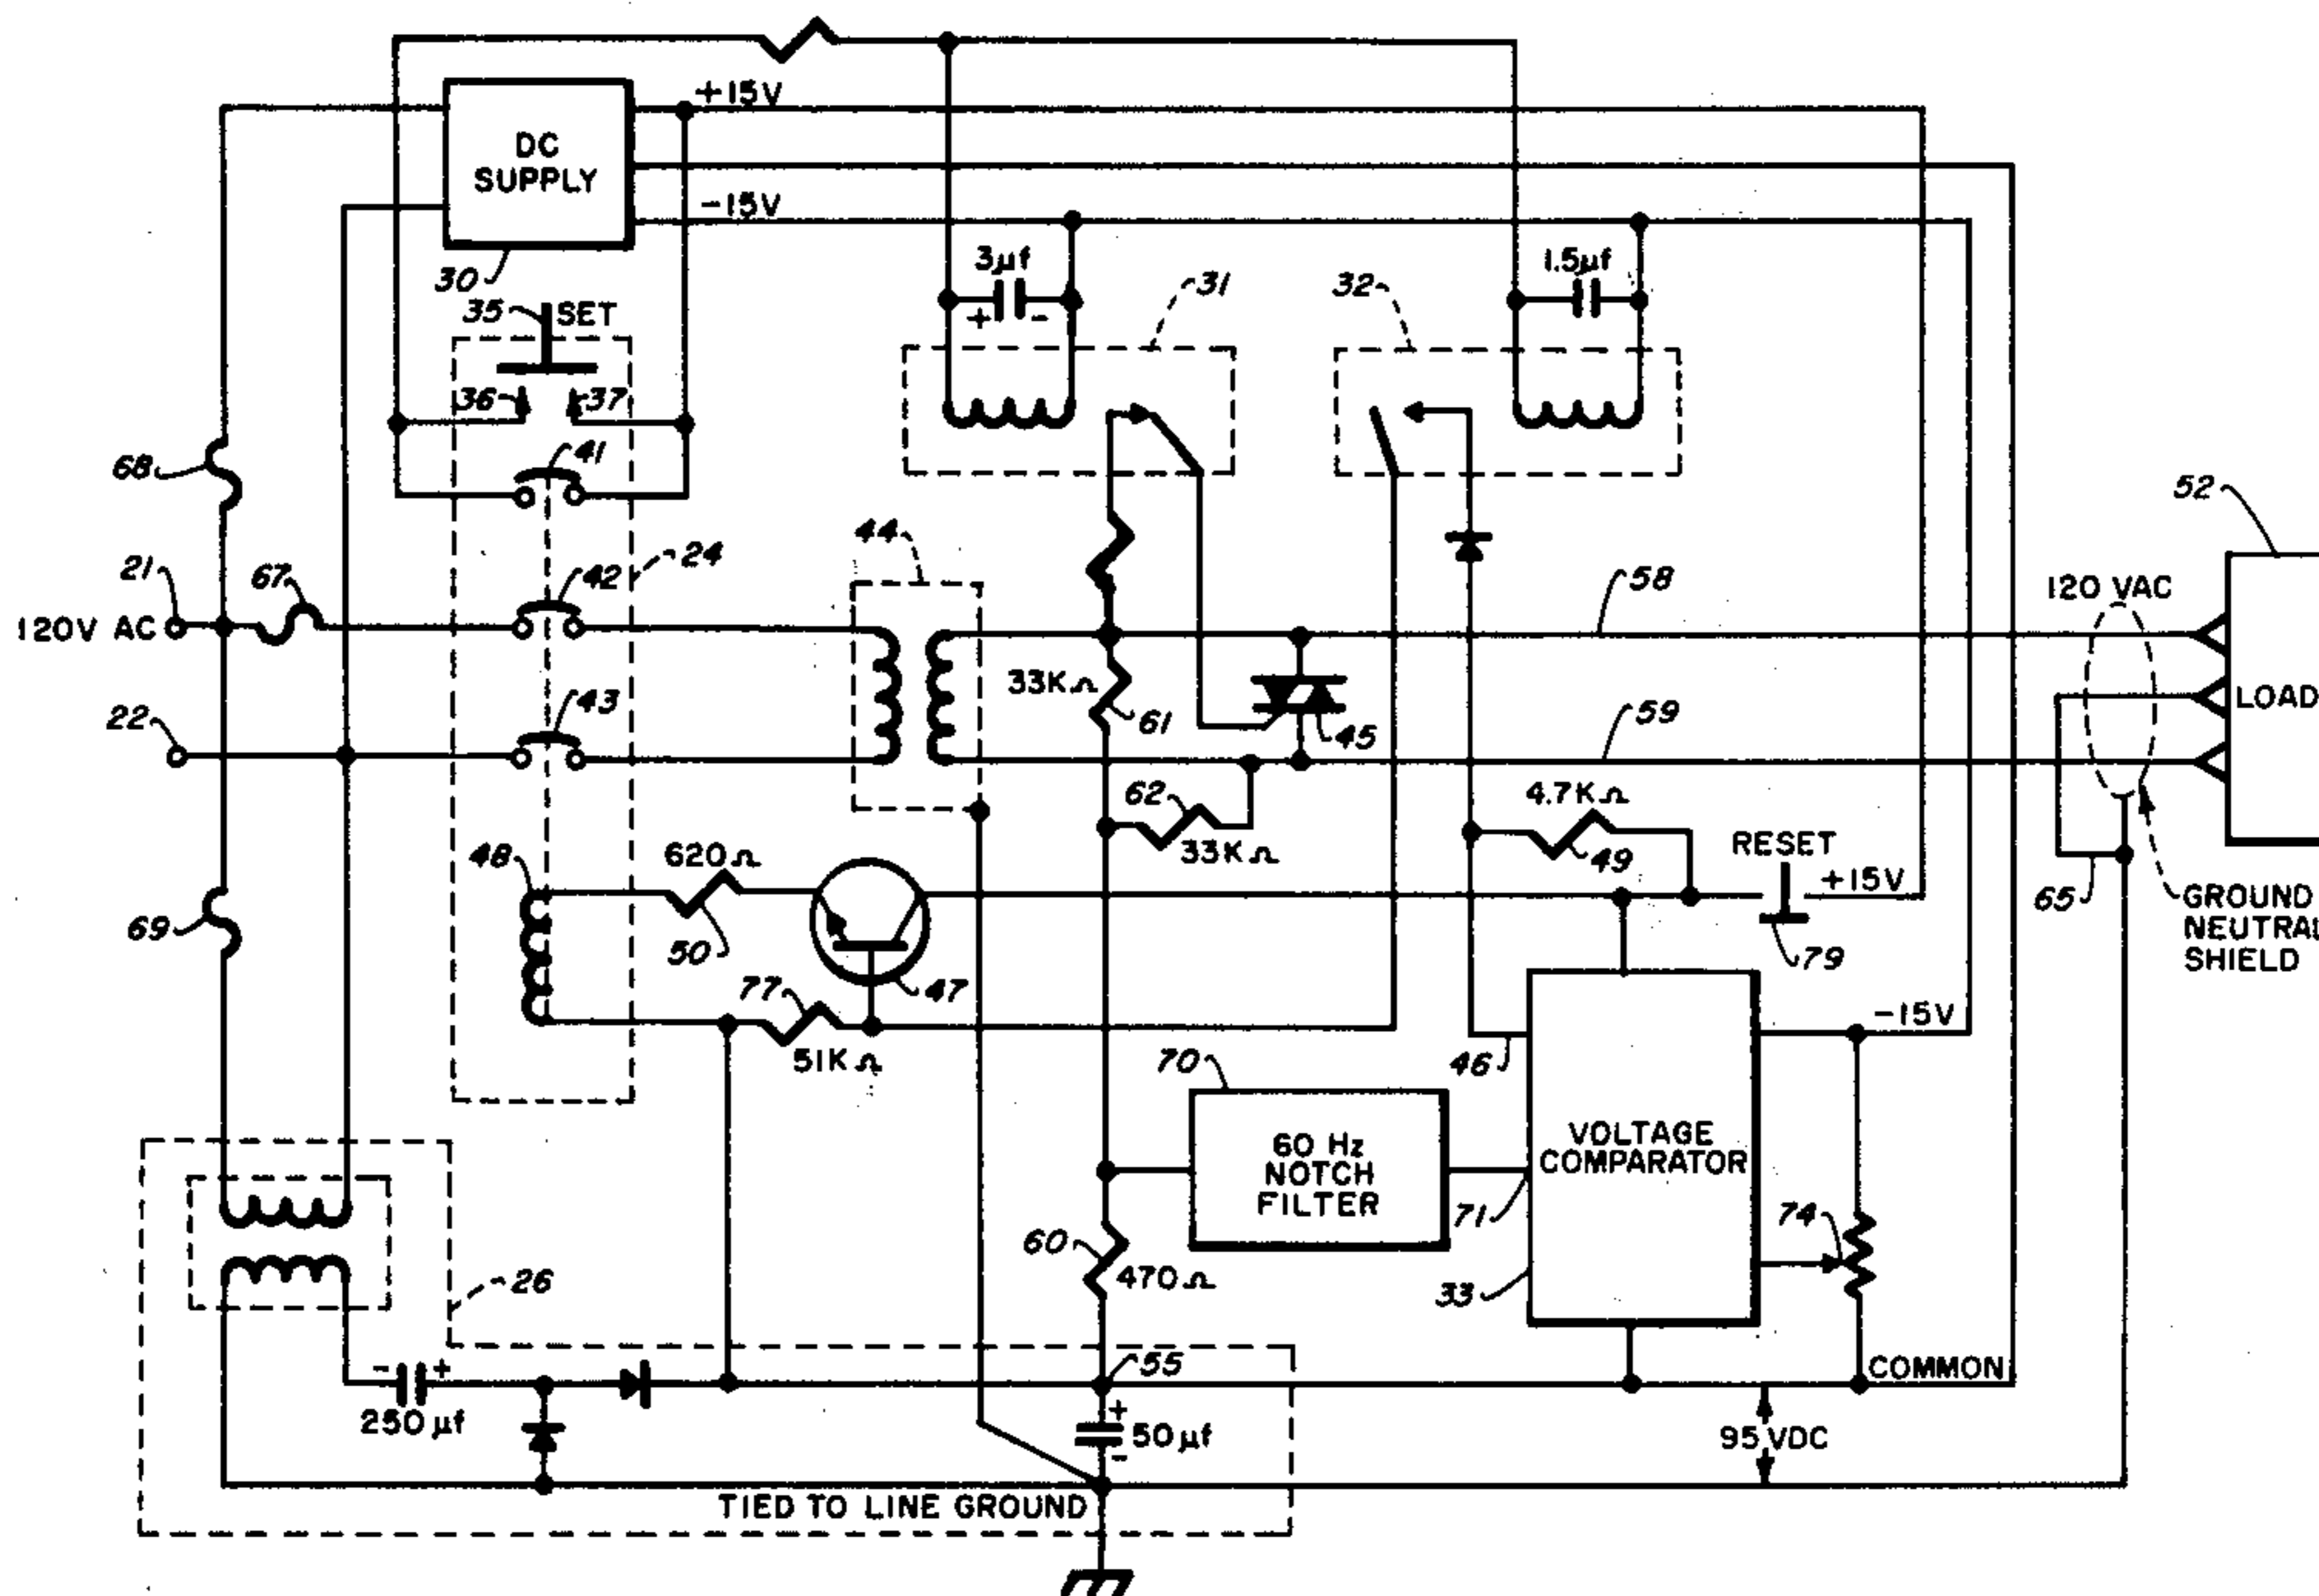 +15V
DC
SUPPLY
-15V
30
3µf
+ -
31
32
1.5µf
35
SET
36
37
41
68
52
44
24
21
67
42
58
120 VAC
120V AC
33KΩ
61
45
LOAD
22
43
59
62
4.7KΩ
33KΩ
49
RESET
+15V
48
620Ω
50
47
79
65
GROUND
NEUTRAL
SHIELD
69
77
51KΩ
-15V
70
46
60 Hz
NOTCH
FILTER
VOLTAGE
COMPARATOR
71
74
60
470Ω
33
26
- +
250 µf
55
COMMON
+
50µf
-
95 VDC
TIED TO LINE GROUND